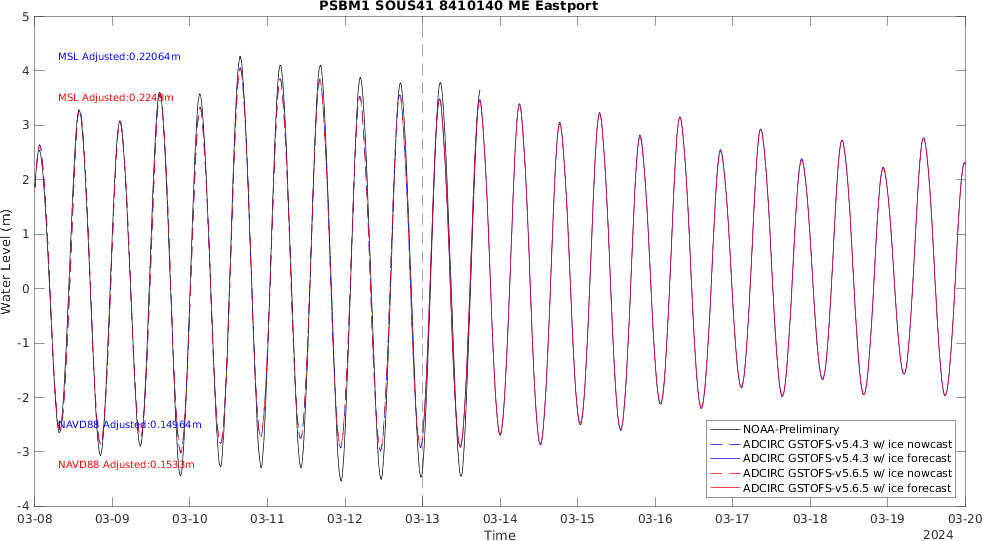 PSBM1 SOUS41 8410140 ME Eastport
5
MSL Adjusted:0.22064m
4
MSL Adjusted:0.2248m
3
2
1
0
-1
-2
NAVD88 Adjusted:0.14964m
-3
NAVD88 Adjusted:0.1533m
-4
Water Level (m)
NOAA-Preliminary
ADCIRC GSTOFS-v5.4.3 w/ ice nowcast
ADCIRC GSTOFS-v5.4.3 w/ ice forecast
ADCIRC GSTOFS-v5.6.5 w/ ice nowcast
ADCIRC GSTOFS-v5.6.5 w/ ice forecast
03-08 03-09 03-10 03-11 03-12 03-13 03-14 03-15 03-16 03-17 03-18 03-19 03-20
Time
2024